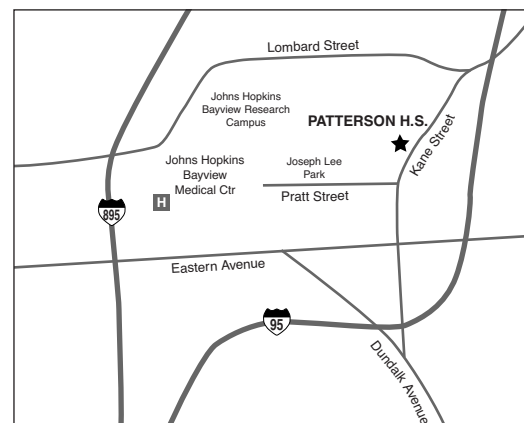 Lombard Street
Johns Hopkins
Bayview Research
Campus
PATTERSON H.S.
Kane Street
Johns Hopkins
Bayview
Medical Ctr
Joseph Lee
Park
H
Pratt Street
895
Eastern Avenue
95
Dundalk Avenue